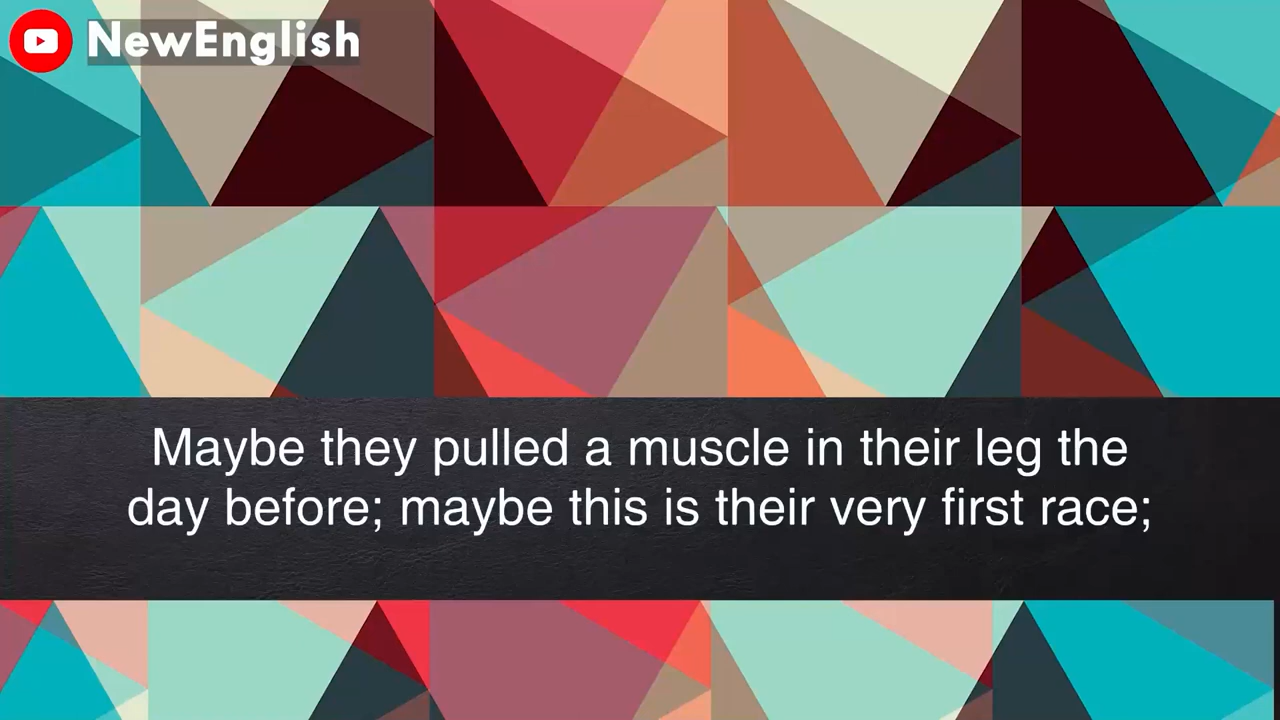 NewEnglish
Maybe they pulled a muscle in their leg the
day before; maybe this is their very first race;